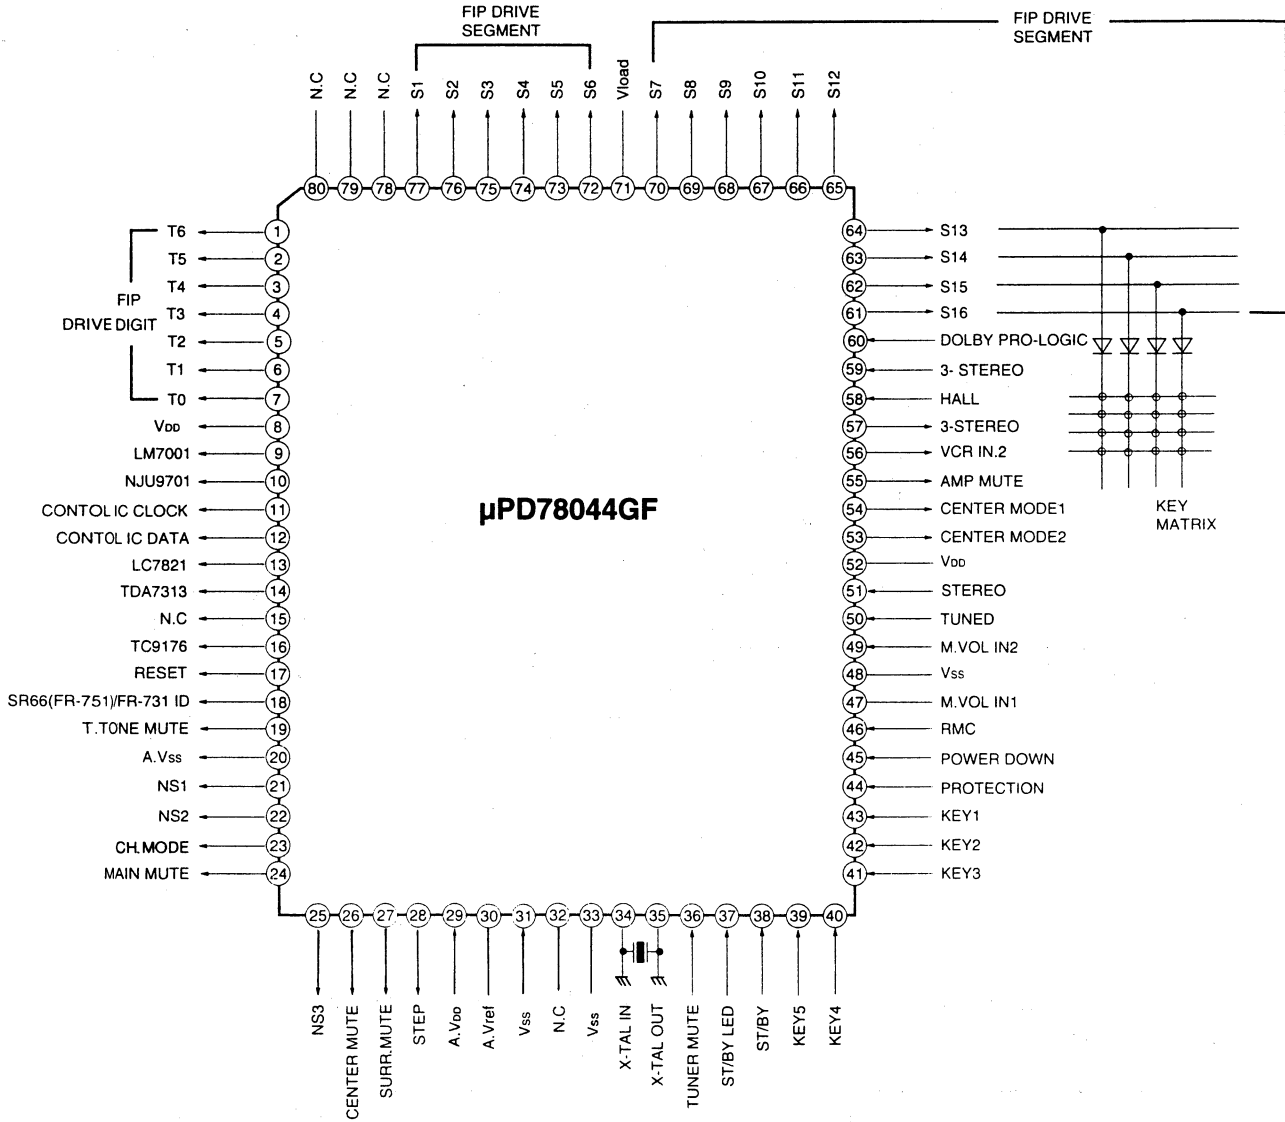 FIP DRIVE
SEGMENT
FIP DRIVE
SEGMENT
N.C
N.C
N.C
S1
S2
S3
S4
S5
S6
Vload
S7
S8
S9
S10
S11
S12
80 79 78 77 76 75 74 73 72 71 70 69 68 67 66 65
FIP
DRIVE DIGIT
T6 1
T5 2
T4 3
T3 4
T2 5
T1 6
T0 7
VDD 8
LM7001 9
NJU9701 10
CONTOL IC CLOCK 11
CONTOL IC DATA 12
LC7821 13
TDA7313 14
N.C 15
TC9176 16
RESET 17
SR66(FR-751)/FR-731 ID 18
T.TONE MUTE 19
A.Vss 20
NS1 21
NS2 22
CH.MODE 23
MAIN MUTE 24
µPD78044GF
64 S13
63 S14
62 S15
61 S16
60 DOLBY PRO-LOGIC
59 3- STEREO
58 HALL
57 3-STEREO
56 VCR IN.2
55 AMP MUTE
54 CENTER MODE1
53 CENTER MODE2
52 VDD
51 STEREO
50 TUNED
49 M.VOL IN2
48 Vss
47 M.VOL IN1
46 RMC
45 POWER DOWN
44 PROTECTION
43 KEY1
42 KEY2
41 KEY3
KEY
MATRIX
25 26 27 28 29 30 31 32 33 34 35 36 37 38 39 40
NS3
CENTER MUTE
SURR.MUTE
STEP
A.VDD
A.Vref
Vss
N.C
Vss
X-TAL IN
X-TAL OUT
TUNER MUTE
ST/BY LED
ST/BY
KEY5
KEY4